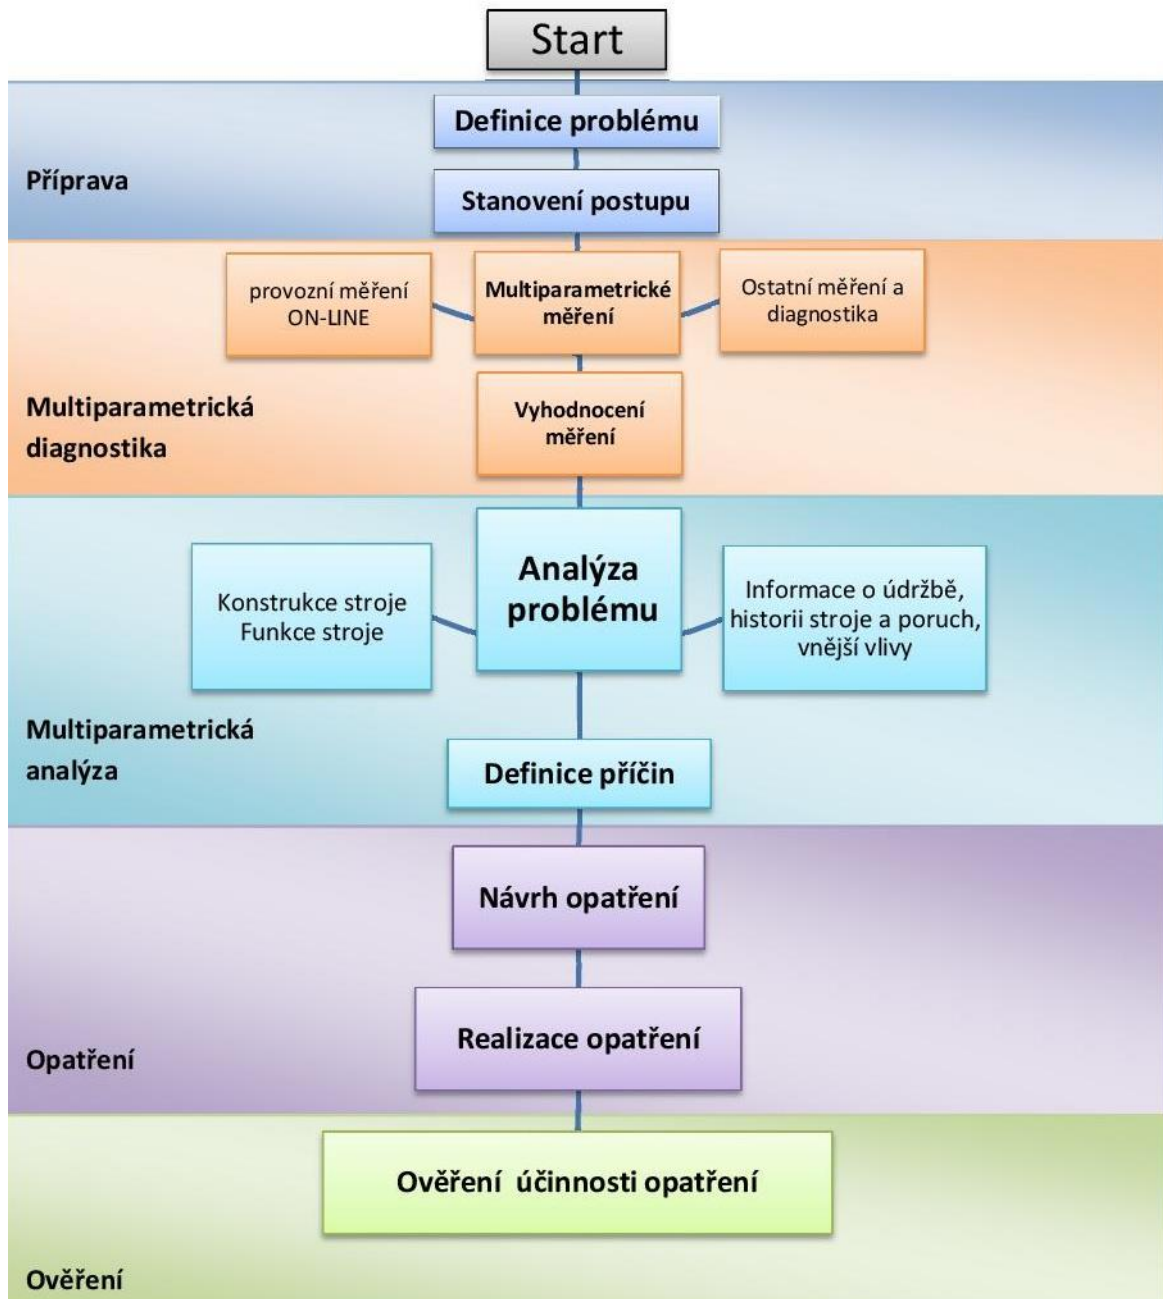 Start
Definice problému
Příprava
Stanovení postupu
provozní měření
ON-LINE
Multiparametrické
měření
Ostatní měření a
diagnostika
Multiparametrická
diagnostika
Vyhodnocení
měření
Analýza
problému
Konstrukce stroje
Funkce stroje
Informace o údržbě,
historii stroje a poruch,
vnější vlivy
Multiparametrická
analýza
Definice příčin
Návrh opatření
Realizace opatření
Opatření
Ověření účinnosti opatření
Ověření